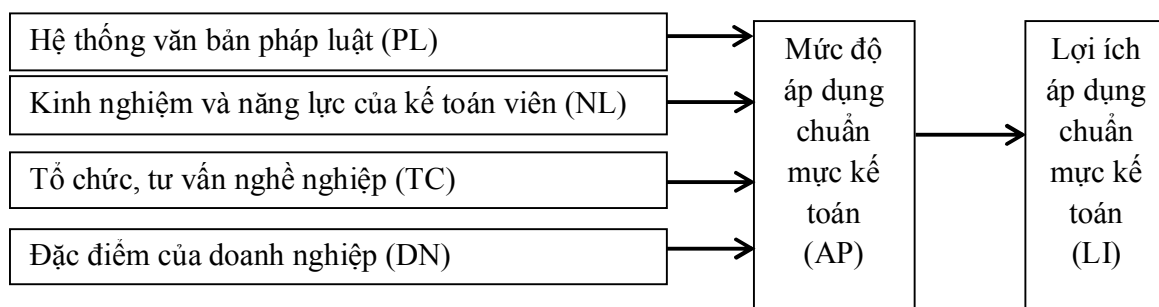 Hệ thống văn bản pháp luật (PL)
Kinh nghiệm và năng lực của kế toán viên (NL)
Tổ chức, tư vấn nghề nghiệp (TC)
Đặc điểm của doanh nghiệp (DN)
Mức độ
áp dụng
chuẩn
mực kế
toán
(AP)
Lợi ích
áp dụng
chuẩn
mực kế
toán
(LI)